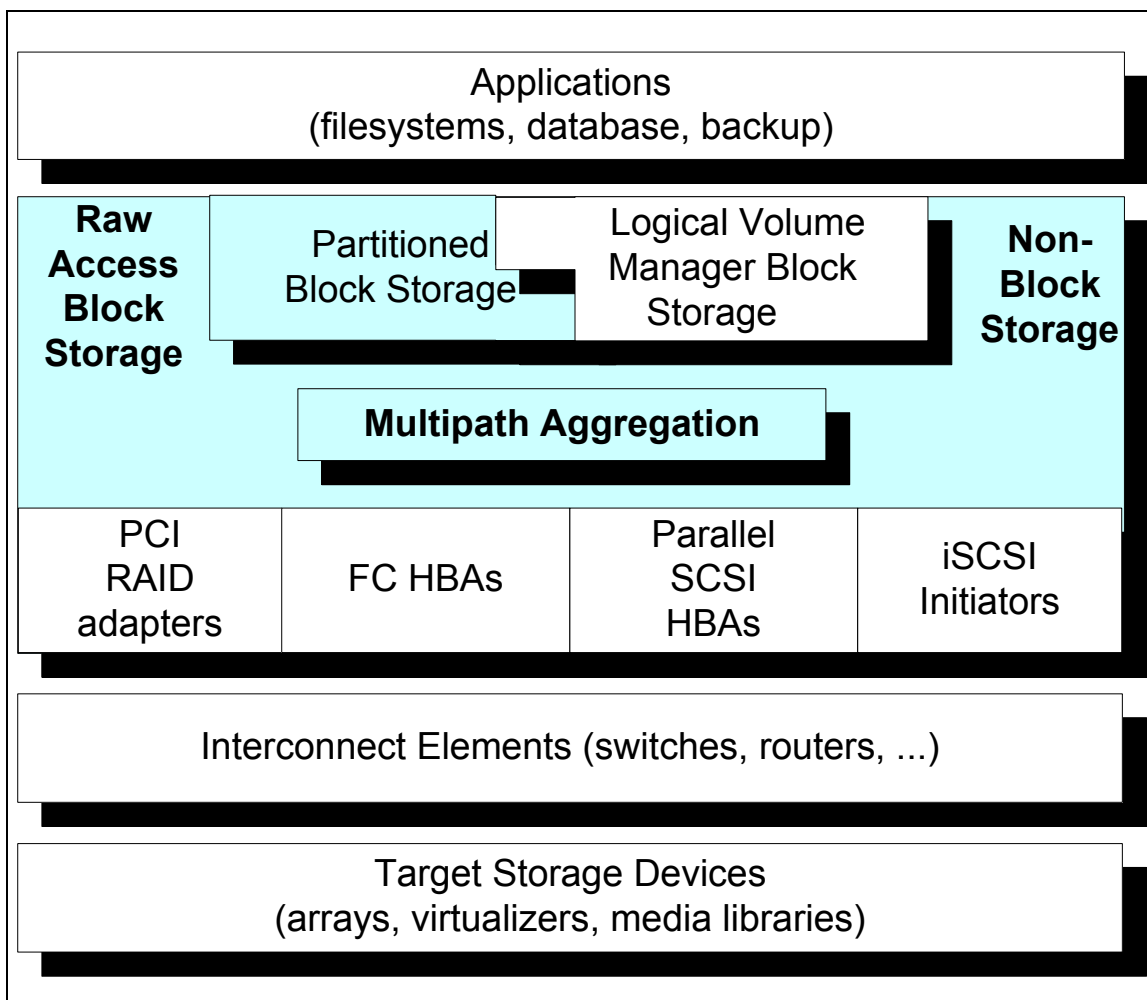 Applications
(filesystems, database, backup)
Raw
Access
Block
Storage
Partitioned
Block Storage
Logical Volume
Manager Block
Storage
Non-
Block
Storage
Multipath Aggregation
PCI
RAID
adapters
FC HBAs
Parallel
SCSI
HBAs
iSCSI
Initiators
Interconnect Elements (switches, routers, ...)
Target Storage Devices
(arrays, virtualizers, media libraries)